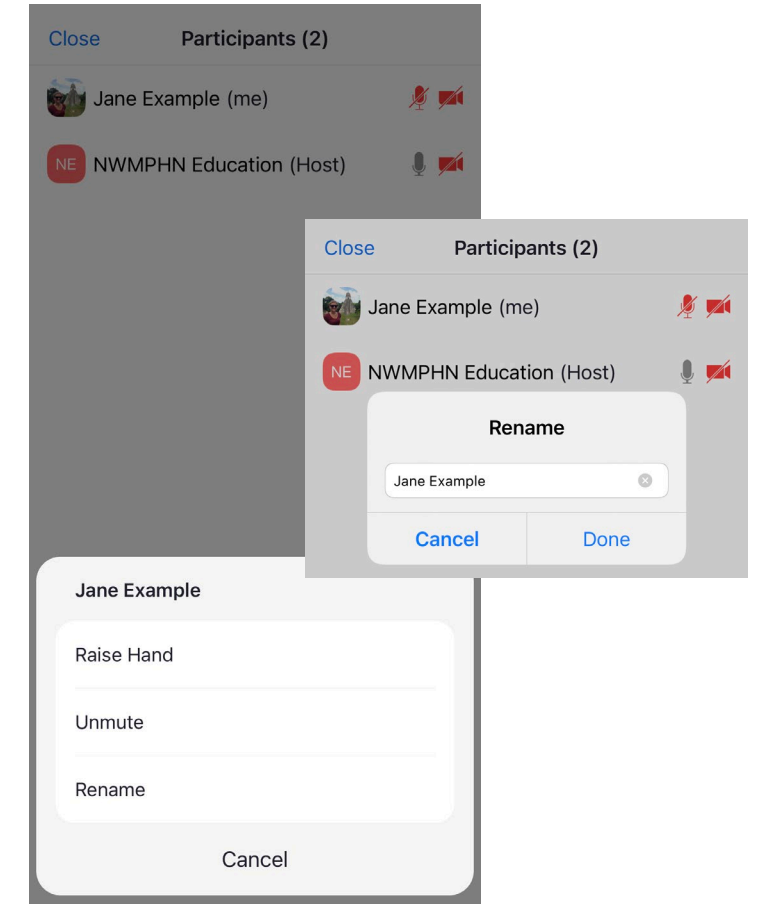 Close Participants (2)
Jane Example (me)
NE NWMPHN Education (Host)
Jane Example
Raise Hand
Unmute
Rename
Cancel
Close Participants (2)
Jane Example (me)
NE NWMPHN Education (Host)
Rename
Jane Example
Cancel Done